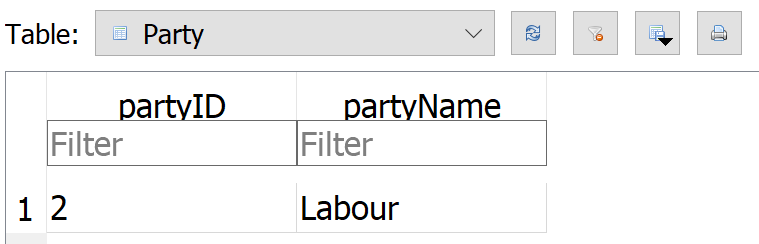 Table: Party
partyID partyName
Filter Filter
1 2 Labour